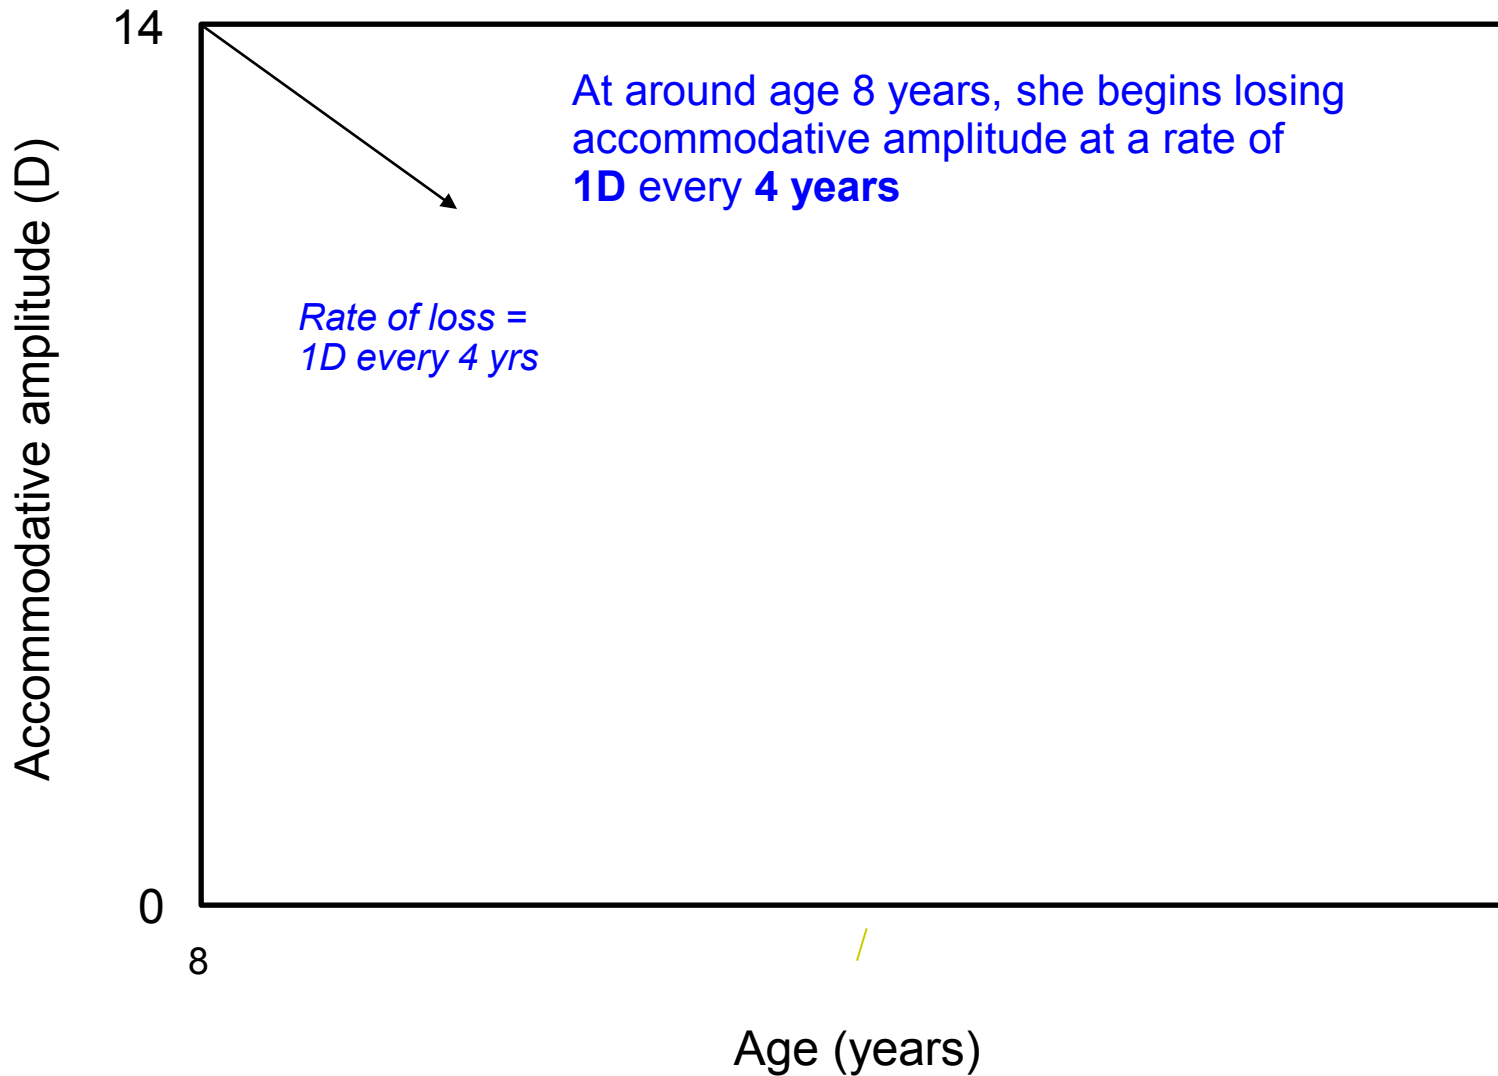 14
At around age 8 years, she begins losing
accommodative amplitude at a rate of
1D every 4 years
Accommodative amplitude (D)
Rate of loss =
1D every 4 yrs
0
8
/
Age (years)